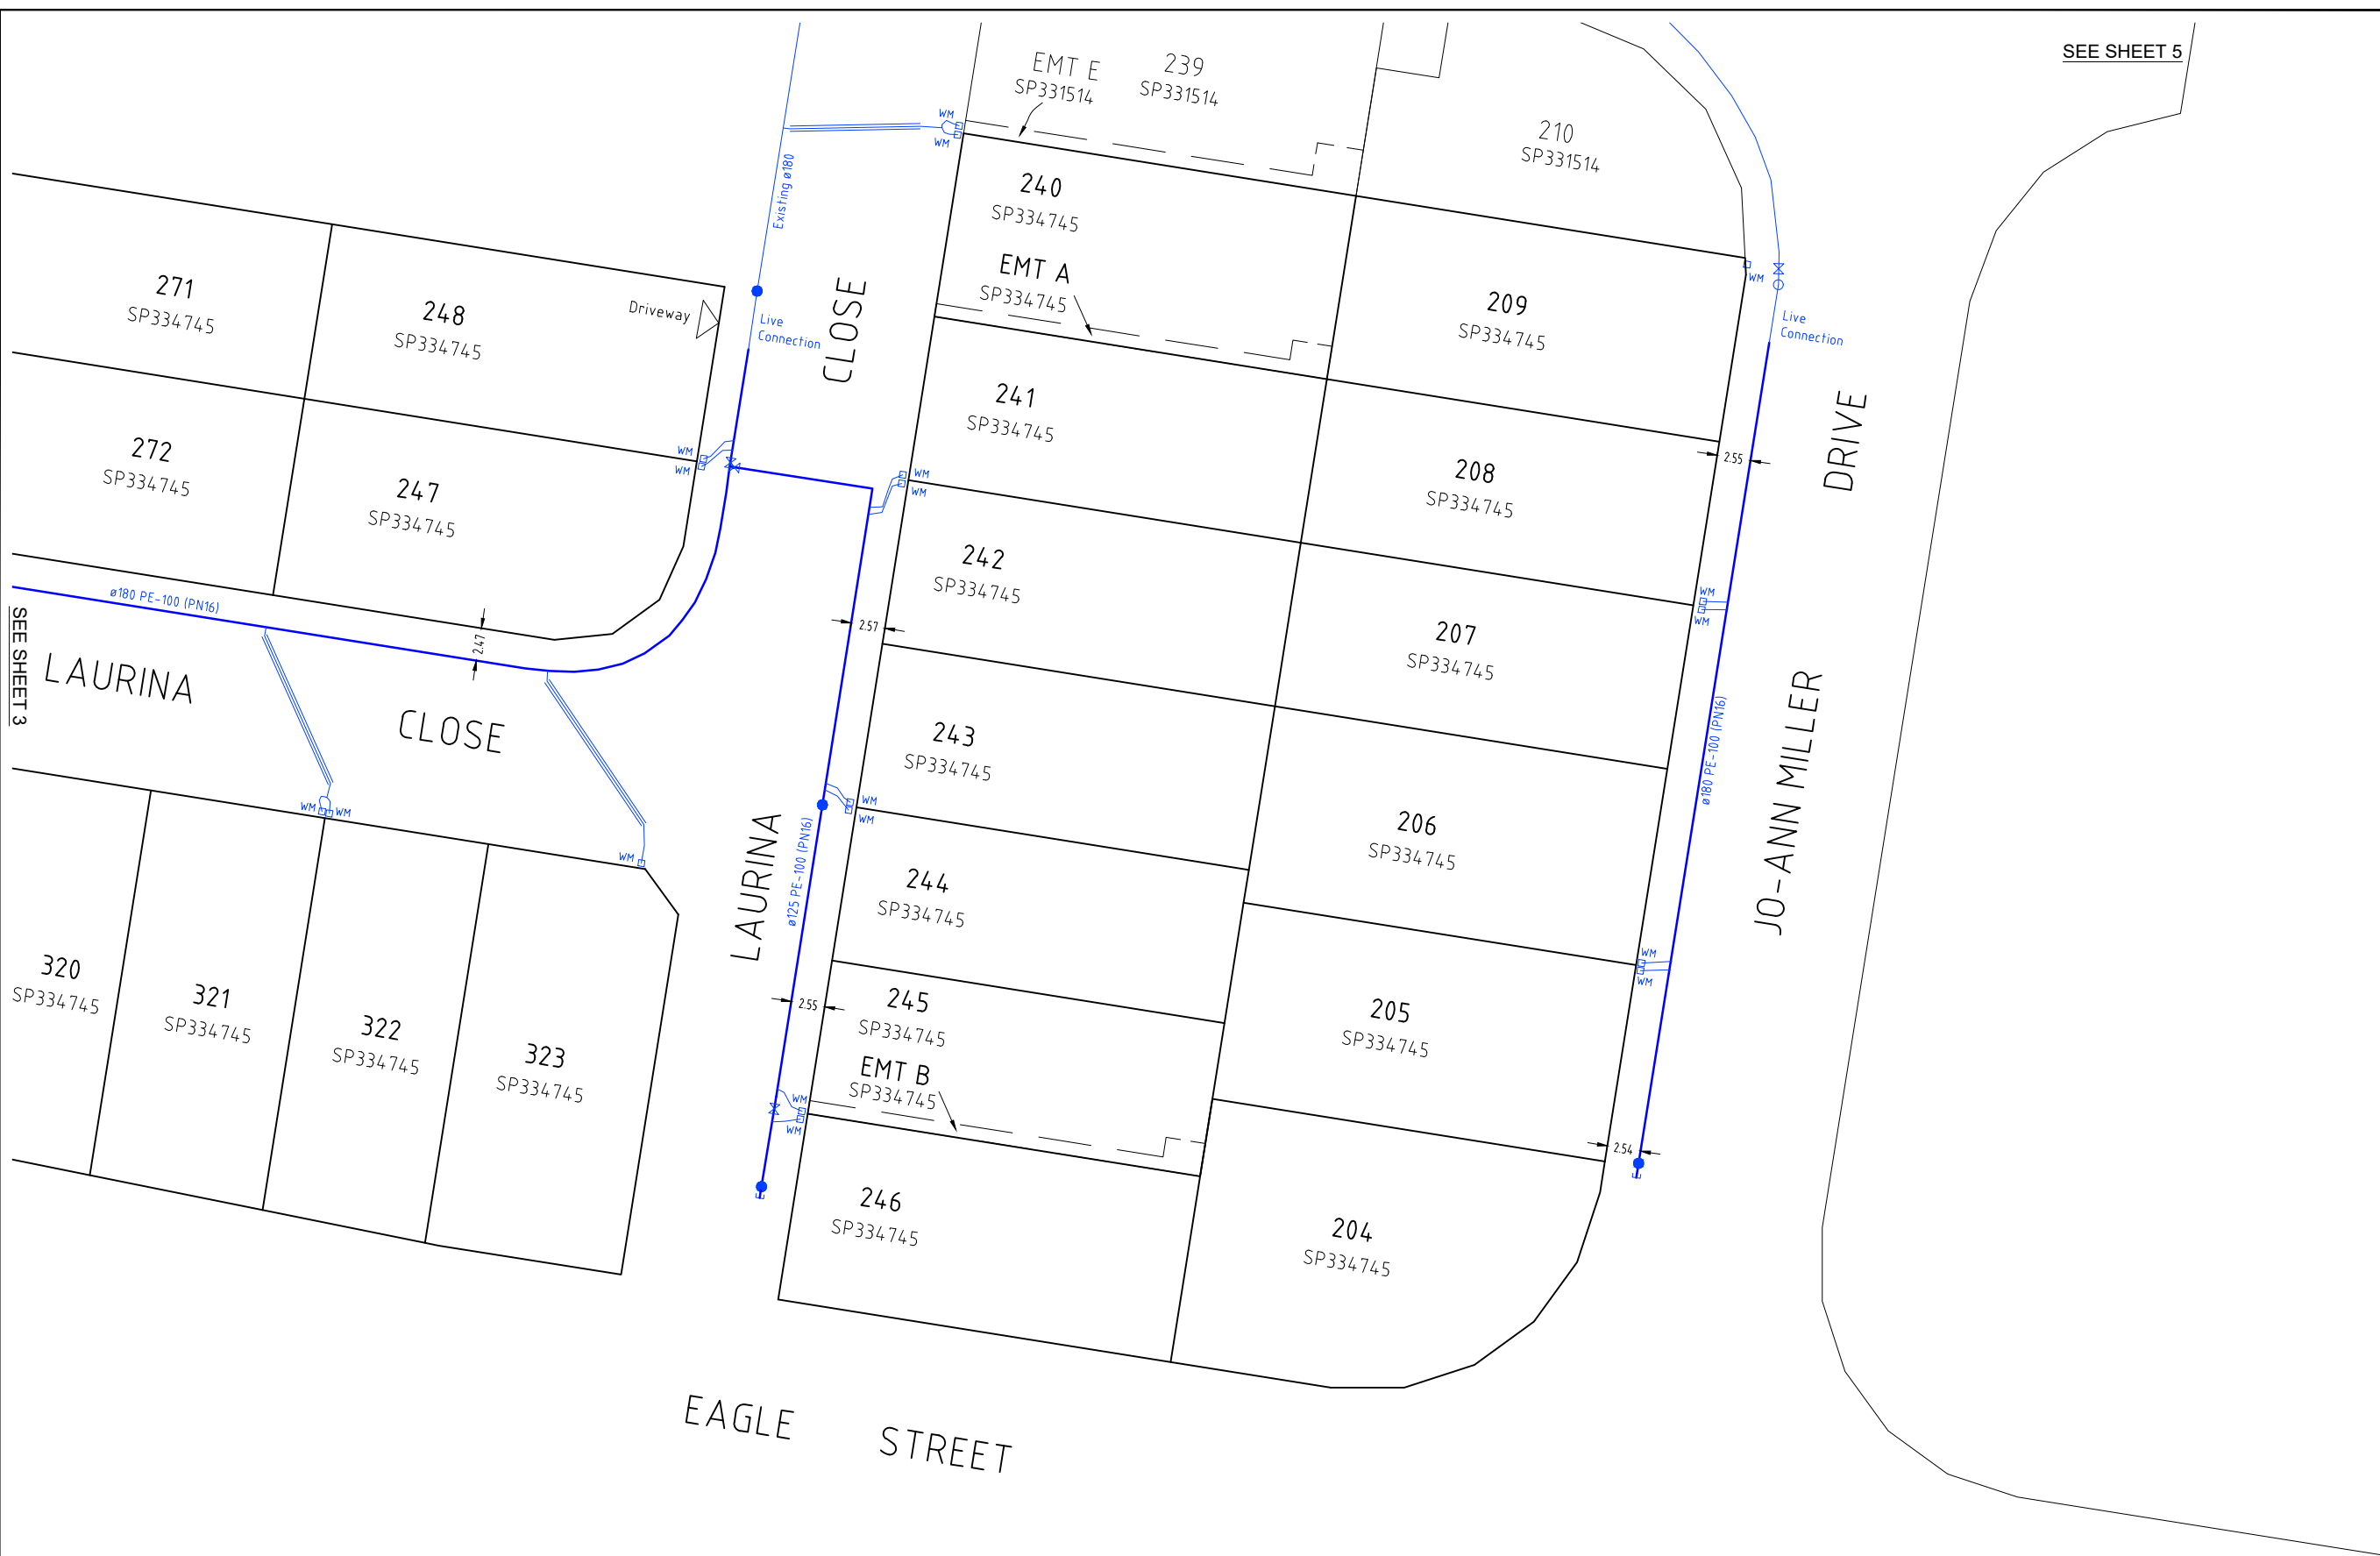 SEE SHEET 5
EMT E
SP331514
239
SP331514
210
SP331514
WM
WM
Existing ø180
240
SP334745
EMT A
SP334745
271
SP334745
248
SP334745
Driveway
Live
Connection
CLOSE
209
SP334745
WM
Live
Connection
DRIVE
272
SP334745
247
SP334745
WM
WM
241
SP334745
WM
WM
208
SP334745
2.55
242
SP334745
207
SP334745
WM
WM
ø180 PE-100 (PN16)
2.47
2.57
SEE SHEET 3
LAURINA
CLOSE
243
SP334745
WM
WM
206
SP334745
ø180 PE-100 (PN16)
JO-ANN MILLER
WM
WM
WM
LAURINA
ø125 PE-100 (PN16)
244
SP334745
WM
WM
320
SP334745
321
SP334745
322
SP334745
323
SP334745
2.55
245
SP334745
EMT B
SP334745
205
SP334745
WM
WM
2.54
246
SP334745
204
SP334745
EAGLE STREET